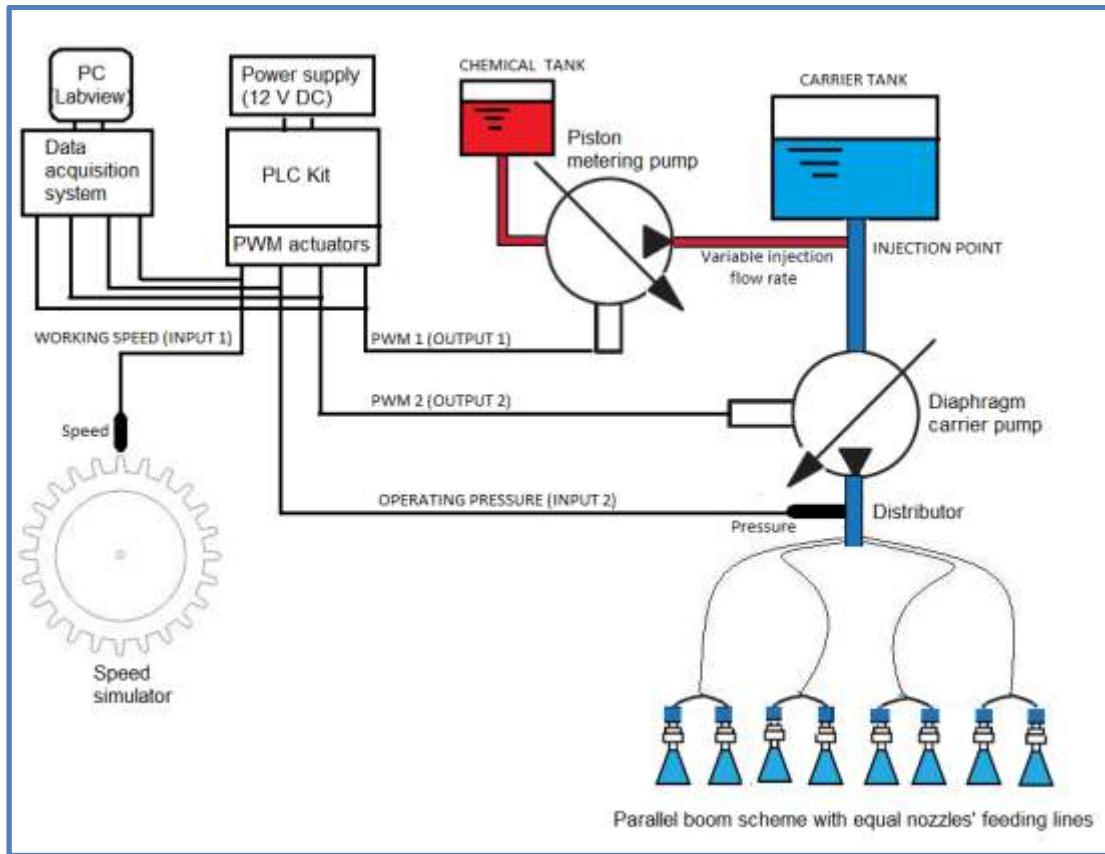 PC
(Labview)
Data
acquisition
system
Power supply
(12 V DC)
PLC Kit
PWM actuators
CHEMICAL TANK
Piston
metering pump
CARRIER TANK
INJECTION POINT
Variable injection
flow rate
WORKING SPEED (INPUT 1)
PWM 1 (OUTPUT 1)
PWM 2 (OUTPUT 2)
Diaphragm
carrier pump
Speed
OPERATING PRESSURE (INPUT 2)
Pressure
Distributor
Speed
simulator
Parallel boom scheme with equal nozzles' feeding lines